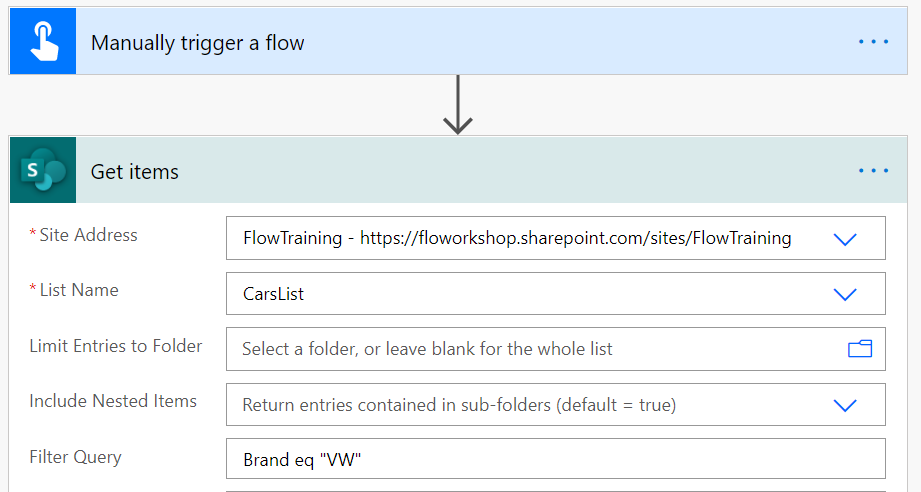 Manually trigger a flow
S
Get items
* Site Address
FlowTraining - https://floworkshop.sharepoint.com/sites/FlowTraining
* List Name
CarsList
Limit Entries to Folder
Select a folder, or leave blank for the whole list
Include Nested Items
Return entries contained in sub-folders (default = true)
Filter Query
Brand eq "VW"